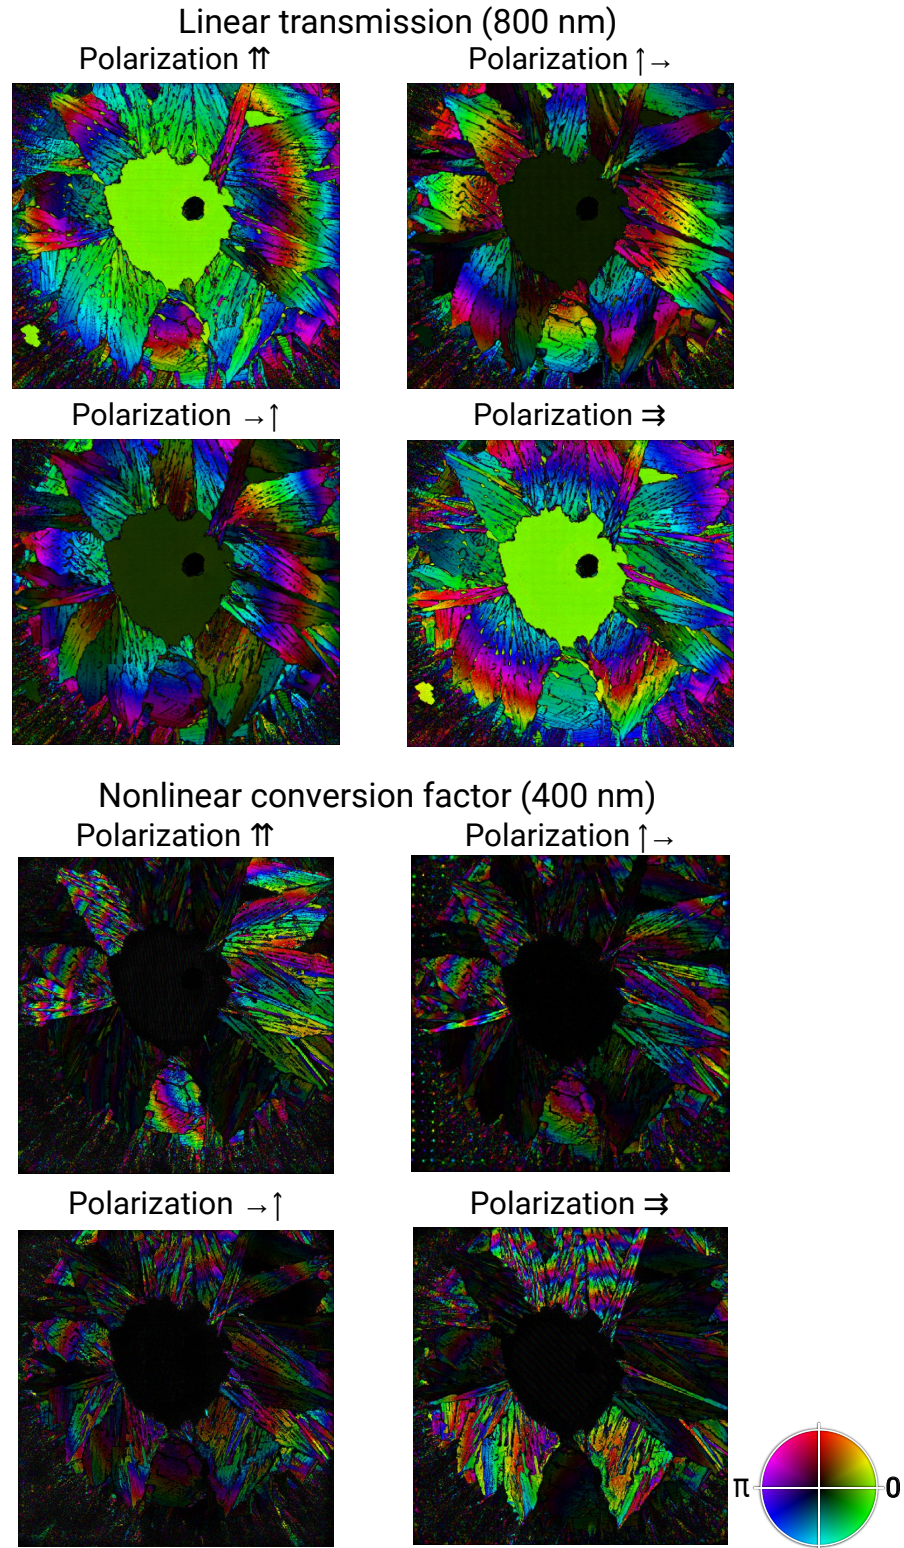 Linear transmission (800 nm)
Polarization ⇈ Polarization ↑→
Polarization →↑ Polarization ⇉
Nonlinear conversion factor (400 nm)
Polarization ⇈ Polarization ↑→
Polarization →↑ Polarization ⇉
π 0